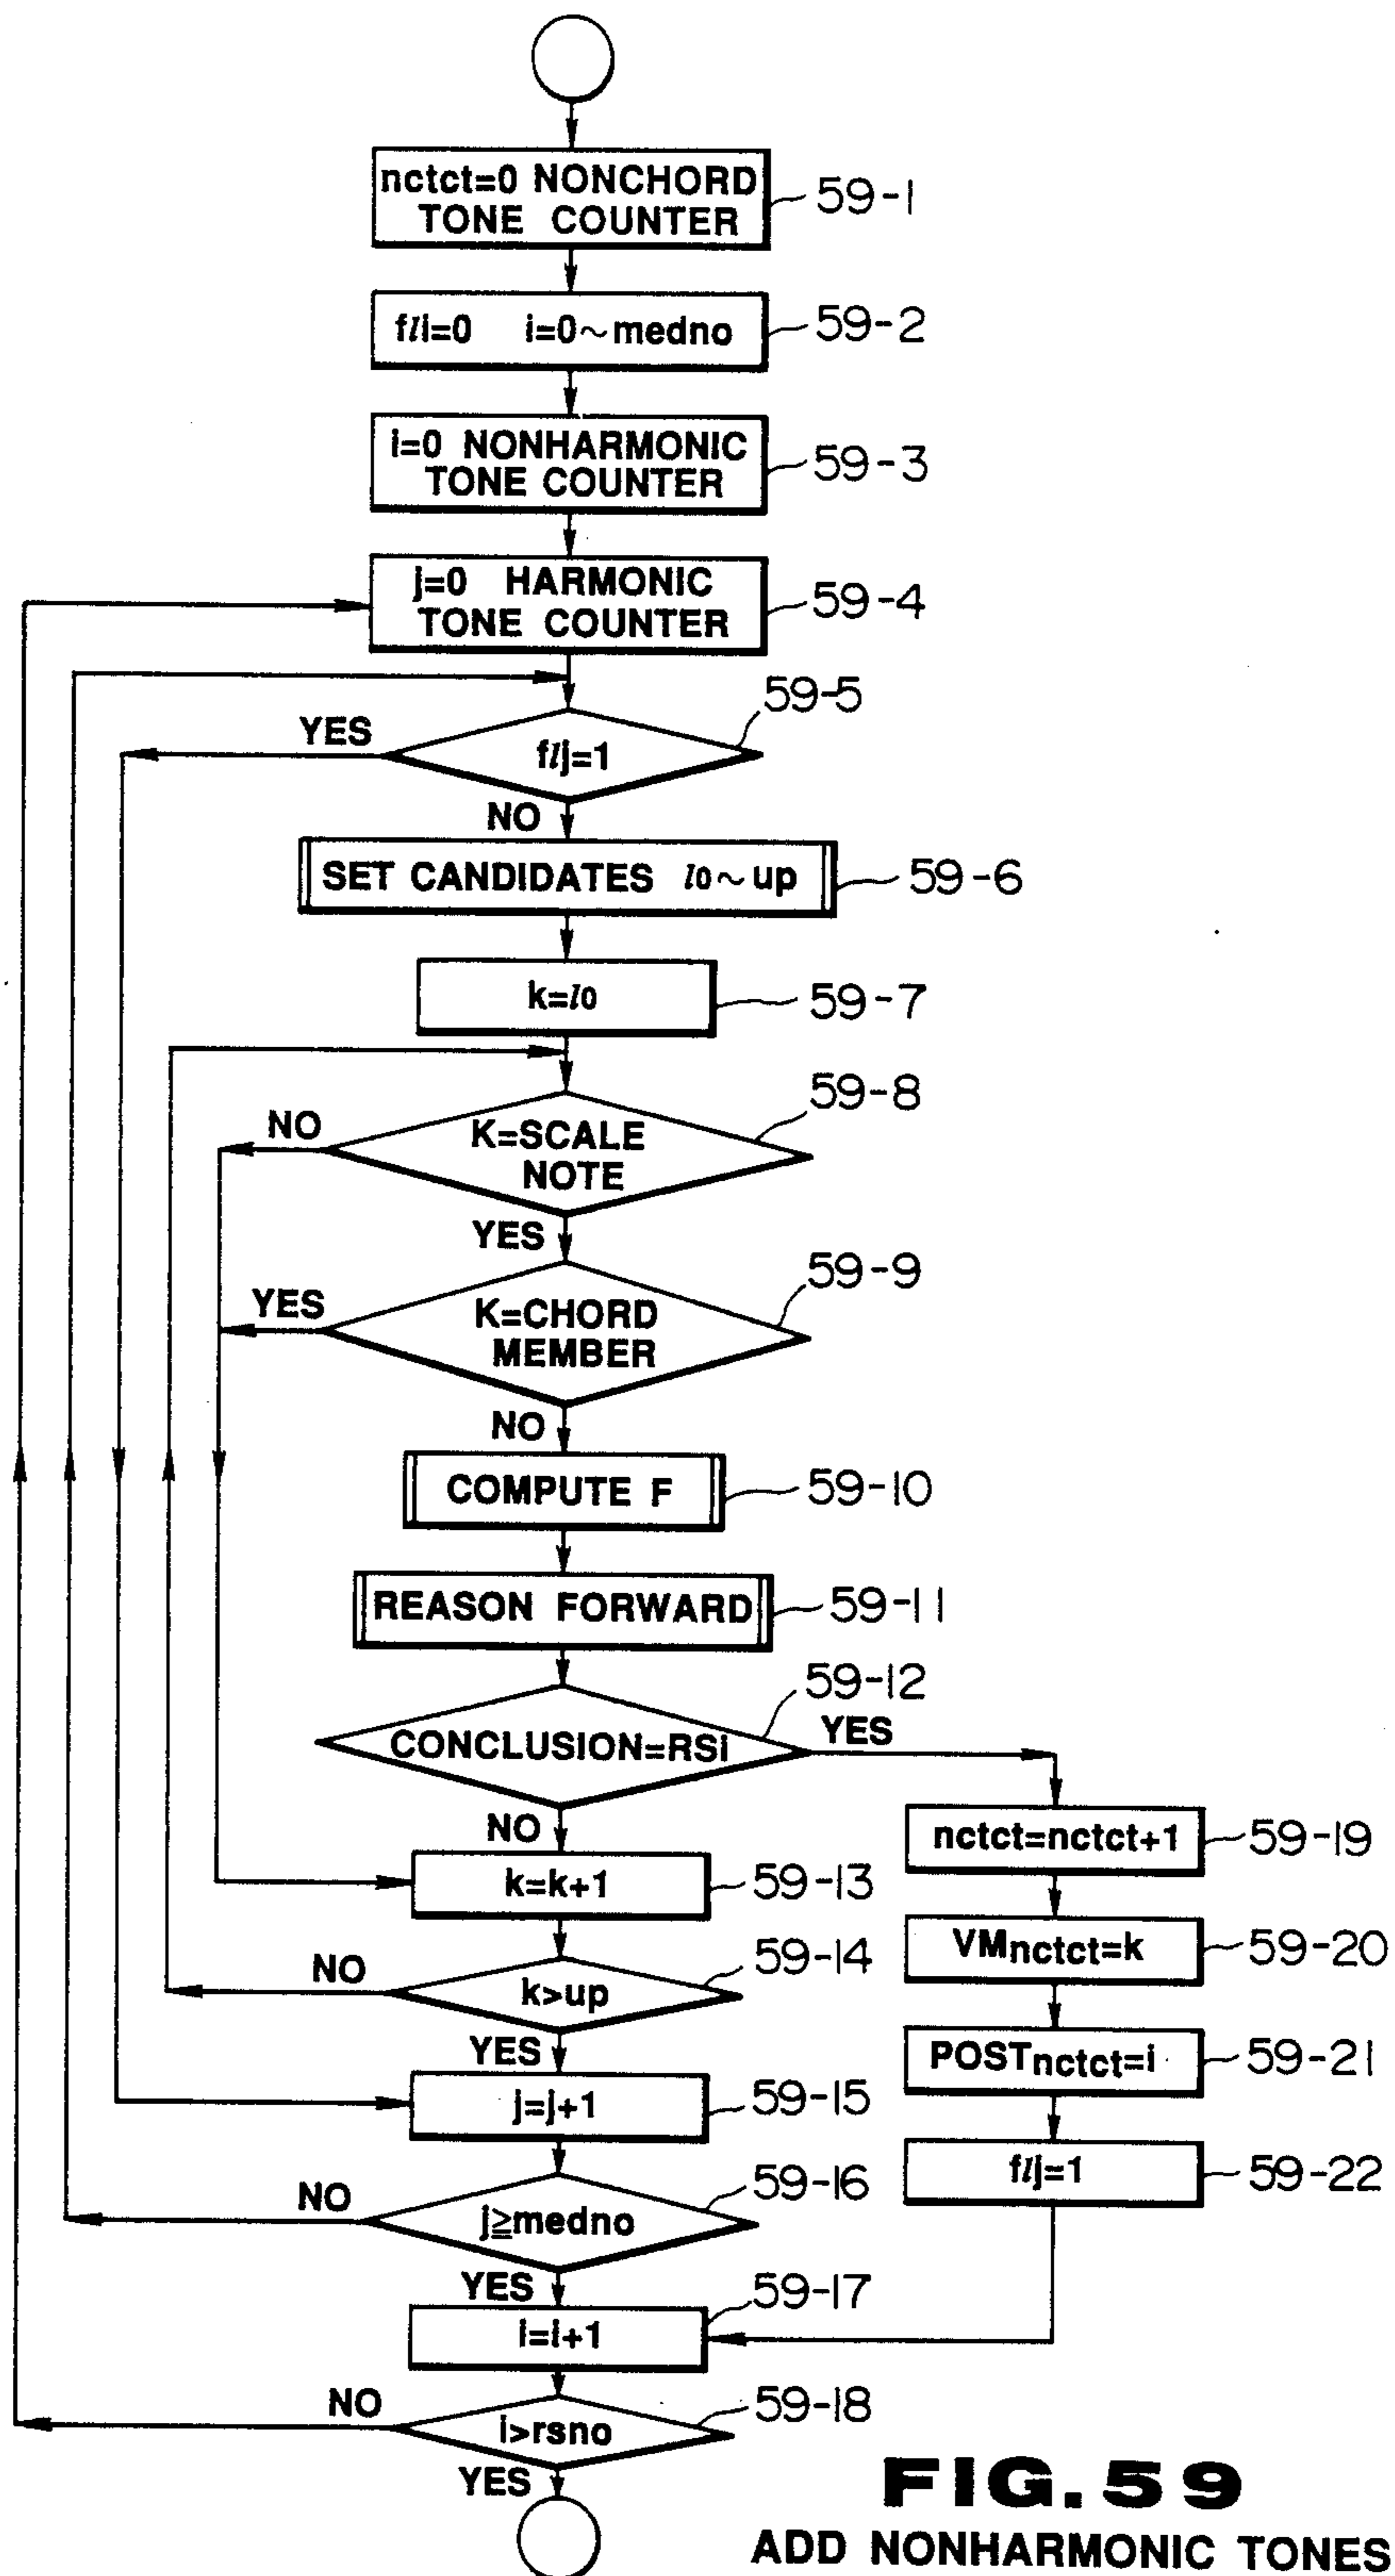 nctct=0 NONCHORD
TONE COUNTER
59-1
fli=0 i=0~medno
59-2
i=0 NONHARMONIC
TONE COUNTER
59-3
j=0 HARMONIC
TONE COUNTER
59-4
59-5
YES
flj=1
NO
SET CANDIDATES lo~up
59-6
k=lo
59-7
59-8
NO
K=SCALE
NOTE
YES
59-9
YES
K=CHORD
MEMBER
NO
COMPUTE F
59-10
REASON FORWARD
59-11
59-12
CONCLUSION=RSi
YES
NO
nctct=nctct+1
59-19
k=k+1
59-13
VMnctct=k
59-20
59-14
NO
k>up
YES
POSTnctct=i
59-21
j=j+1
59-15
flj=1
59-22
59-16
NO
j≧medno
YES
59-17
i=i+1
59-18
NO
i>rsno
YES
FIG.59
ADD NONHARMONIC TONES